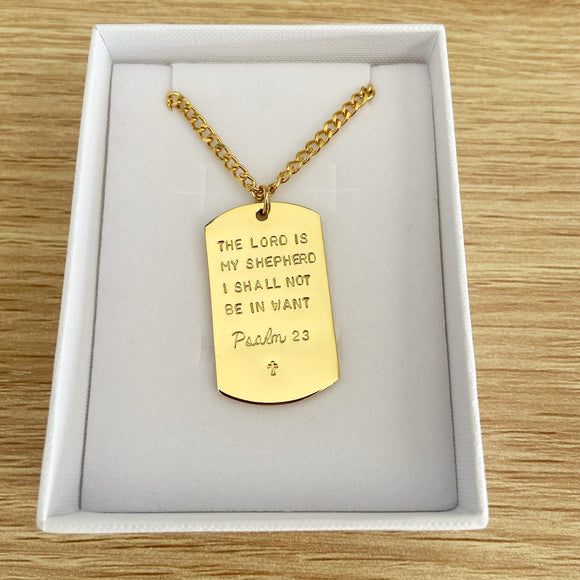 THE LORD IS
MY SHEPHERD
I SHALL NOT
BE IN WANT
Psalm 23